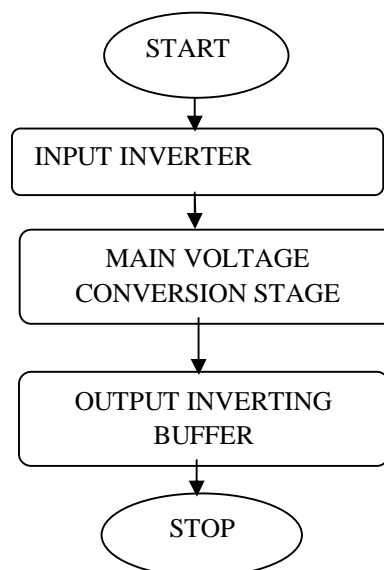 START
INPUT INVERTER
MAIN VOLTAGE
CONVERSION STAGE
OUTPUT INVERTING
BUFFER
STOP